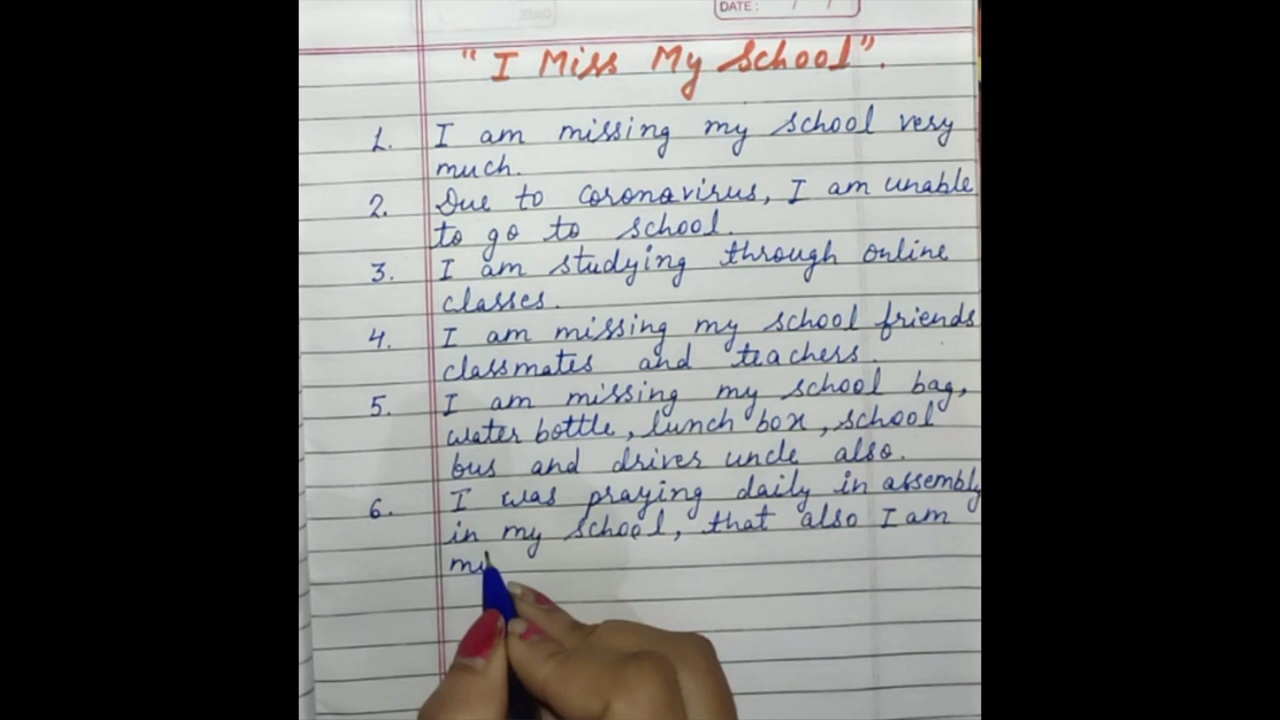 DATE :
"I Miss My School".
1. I am missing my school very
much.
2. Due to coronavirus, I am unable
to go to school.
3. I am studying through online
classes.
4. I am missing my school friends
classmates and teachers.
5. I am missing my school bag,
water bottle, lunch box, school
bus and driver uncle also.
6. I was praying daily in assembly
in my school, that also I am
mi